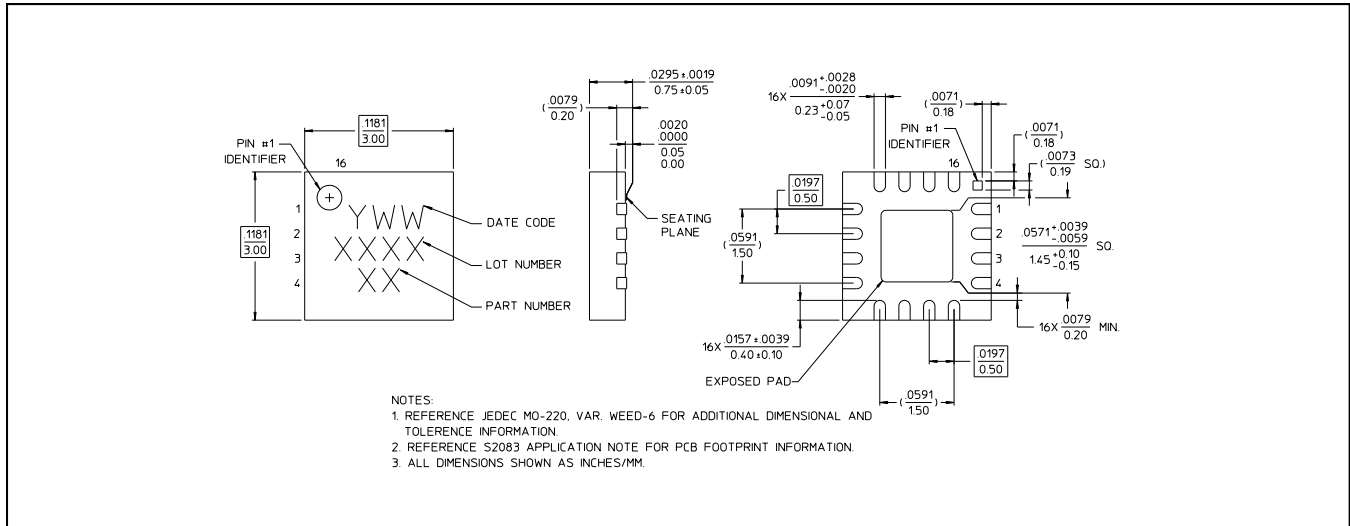 .1181
3.00
PIN #1
IDENTIFIER
16
.1181
3.00
1
2
3
4
YWW
XXXX
XX
DATE CODE
LOT NUMBER
PART NUMBER
.0295±.0019
0.75±0.05
(.0079
0.20)
.0020
.0000
0.05
0.00
SEATING
PLANE
16X .0091+.0028
-.0020
0.23+0.07
-0.05
(.0071
0.18)
PIN #1
IDENTIFIER
16
(.0071
0.18)
(.0073
0.19 SQ.)
.0197
0.50
(.0591
1.50)
1
2
3
4
.0571+.0039
-.0059 SQ.
1.45+0.10
-0.15
16X .0079
0.20 MIN.
16X .0157±.0039
0.40±0.10
.0197
0.50
EXPOSED PAD
(.0591
1.50)
NOTES:
1. REFERENCE JEDEC MO-220, VAR. WEED-6 FOR ADDITIONAL DIMENSIONAL AND
TOLERENCE INFORMATION.
2. REFERENCE S2083 APPLICATION NOTE FOR PCB FOOTPRINT INFORMATION.
3. ALL DIMENSIONS SHOWN AS INCHES/MM.